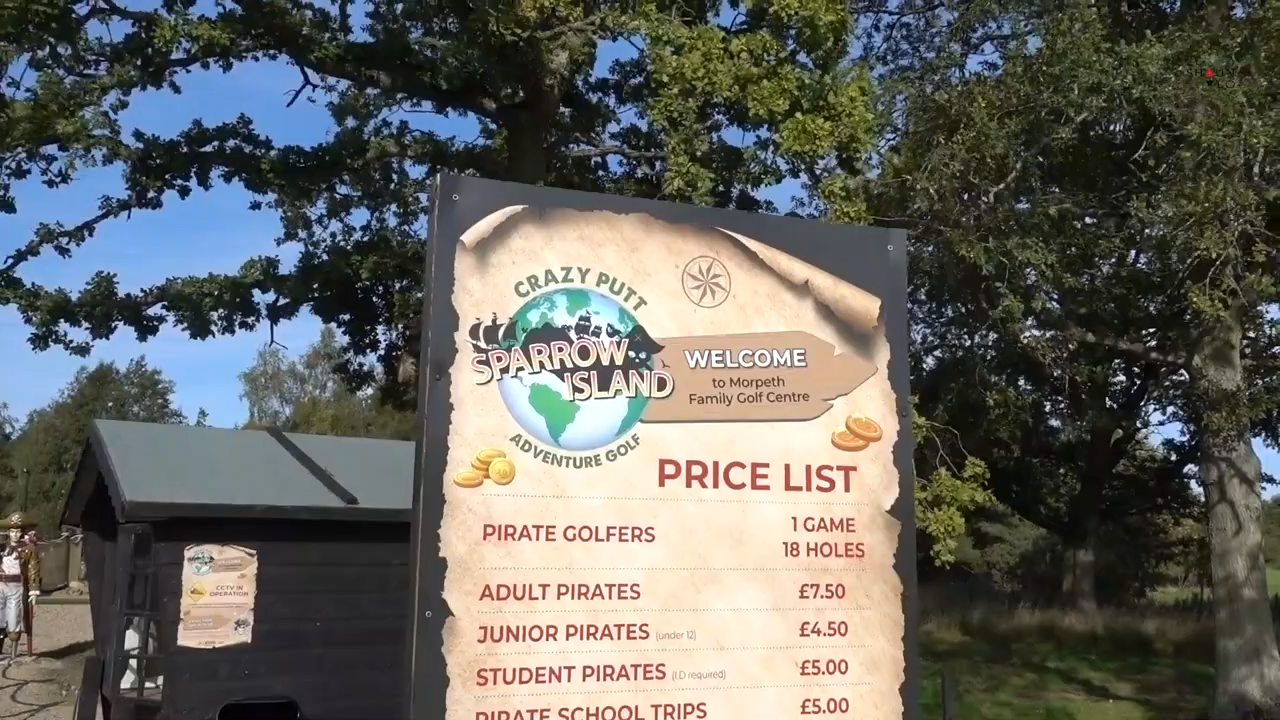 CRAZY PUTT
SPARROW
ISLAND
ADVENTURE GOLF
WELCOME
to Morpeth
Family Golf Centre
PRICE LIST
PIRATE GOLFERS 1 GAME
18 HOLES
ADULT PIRATES £7.50
JUNIOR PIRATES (under 12) £4.50
STUDENT PIRATES (I.D required) £5.00
PIRATE SCHOOL TRIPS £5.00
CCTV IN
OPERATION